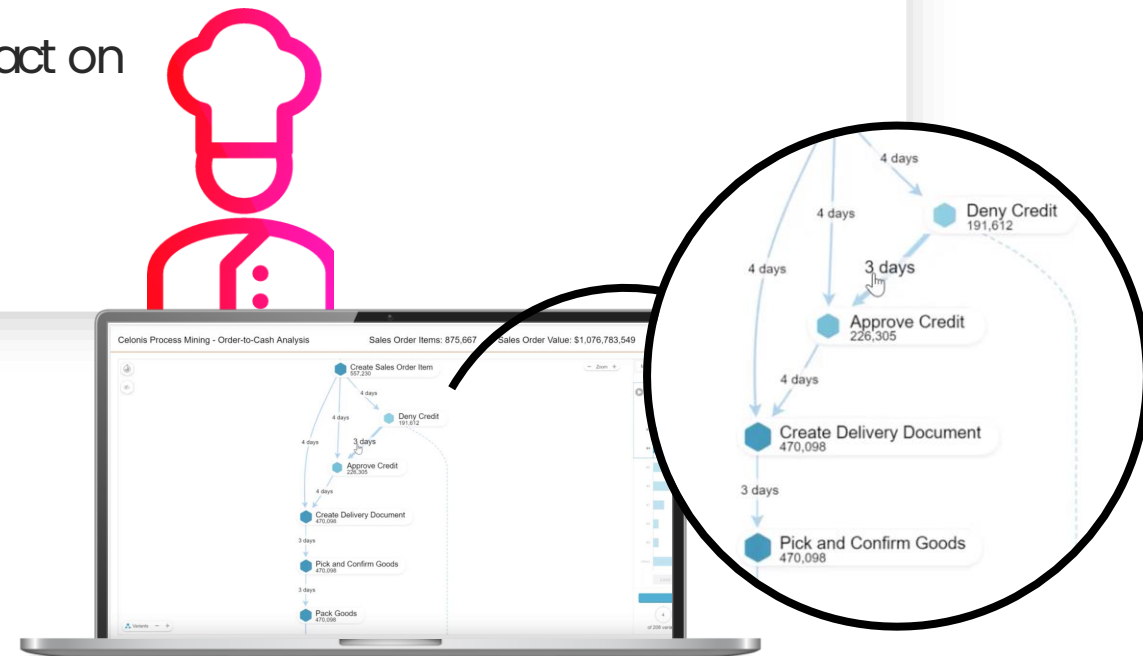 act on
Celonis Process Mining - Order-to-Cash Analysis
Sales Order Items: 875,667
Sales Order Value: $1,076,783,549
Zoom
Create Sales Order Item
557,230
4 days
Deny Credit
191,612
4 days
3 days
4 days
Approve Credit
226,305
4 days
Create Delivery Document
470,098
3 days
Pick and Confirm Goods
470,098
3 days
Pack Goods
470,098
Variants
4 days
Deny Credit
191,612
4 days
3 days
4 days
Approve Credit
226,305
4 days
Create Delivery Document
470,098
3 days
Pick and Confirm Goods
470,098